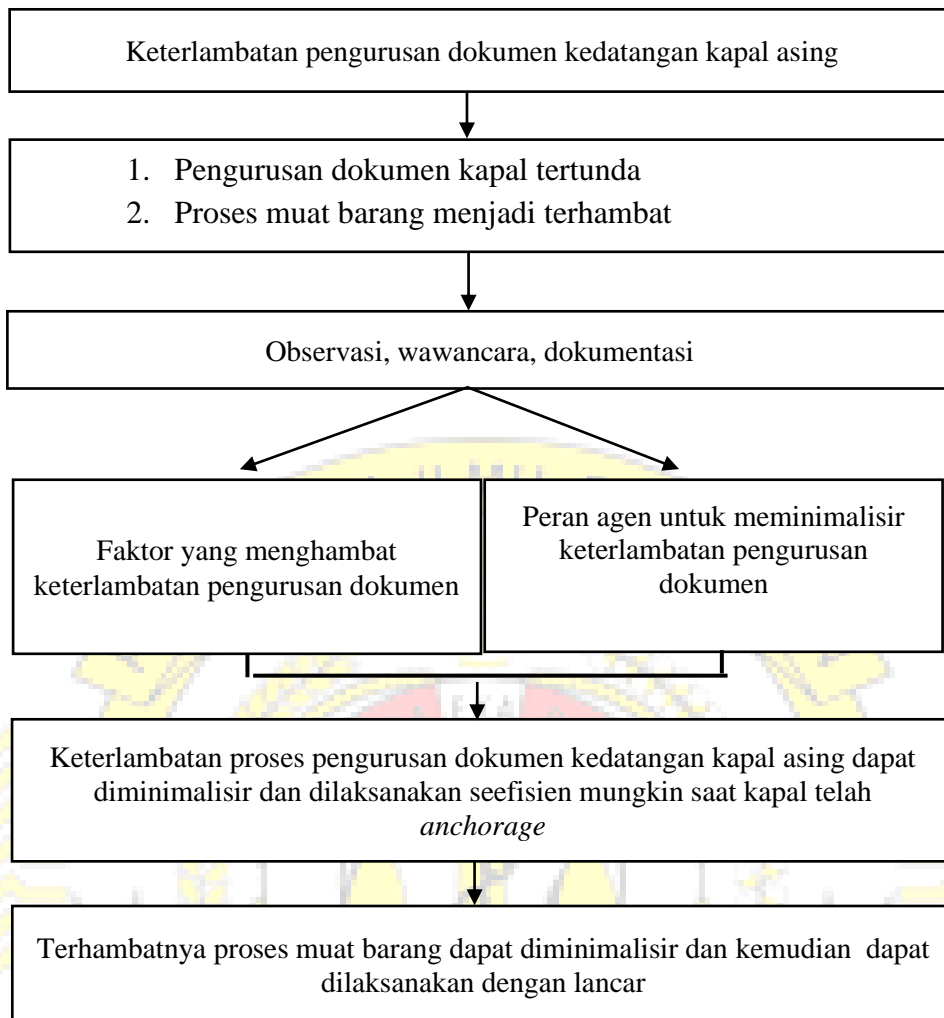 Keterlambatan pengurusan dokumen kedatangan kapal asing
1. Pengurusan dokumen kapal tertunda
2. Proses muat barang menjadi terhambat
Observasi, wawancara, dokumentasi
Faktor yang menghambat
keterlambatan pengurusan dokumen
Peran agen untuk meminimalisir
keterlambatan pengurusan
dokumen
Keterlambatan proses pengurusan dokumen kedatangan kapal asing dapat
diminimalisir dan dilaksanakan seefisien mungkin saat kapal telah
anchorage
Terhambatnya proses muat barang dapat diminimalisir dan kemudian dapat
dilaksanakan dengan lancar